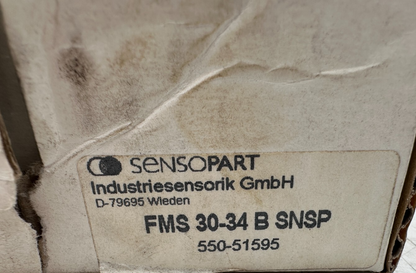 SENSOPART
Industriesensorik GmbH
D-79695 Wieden
FMS 30-34 B SNSP
550-51595